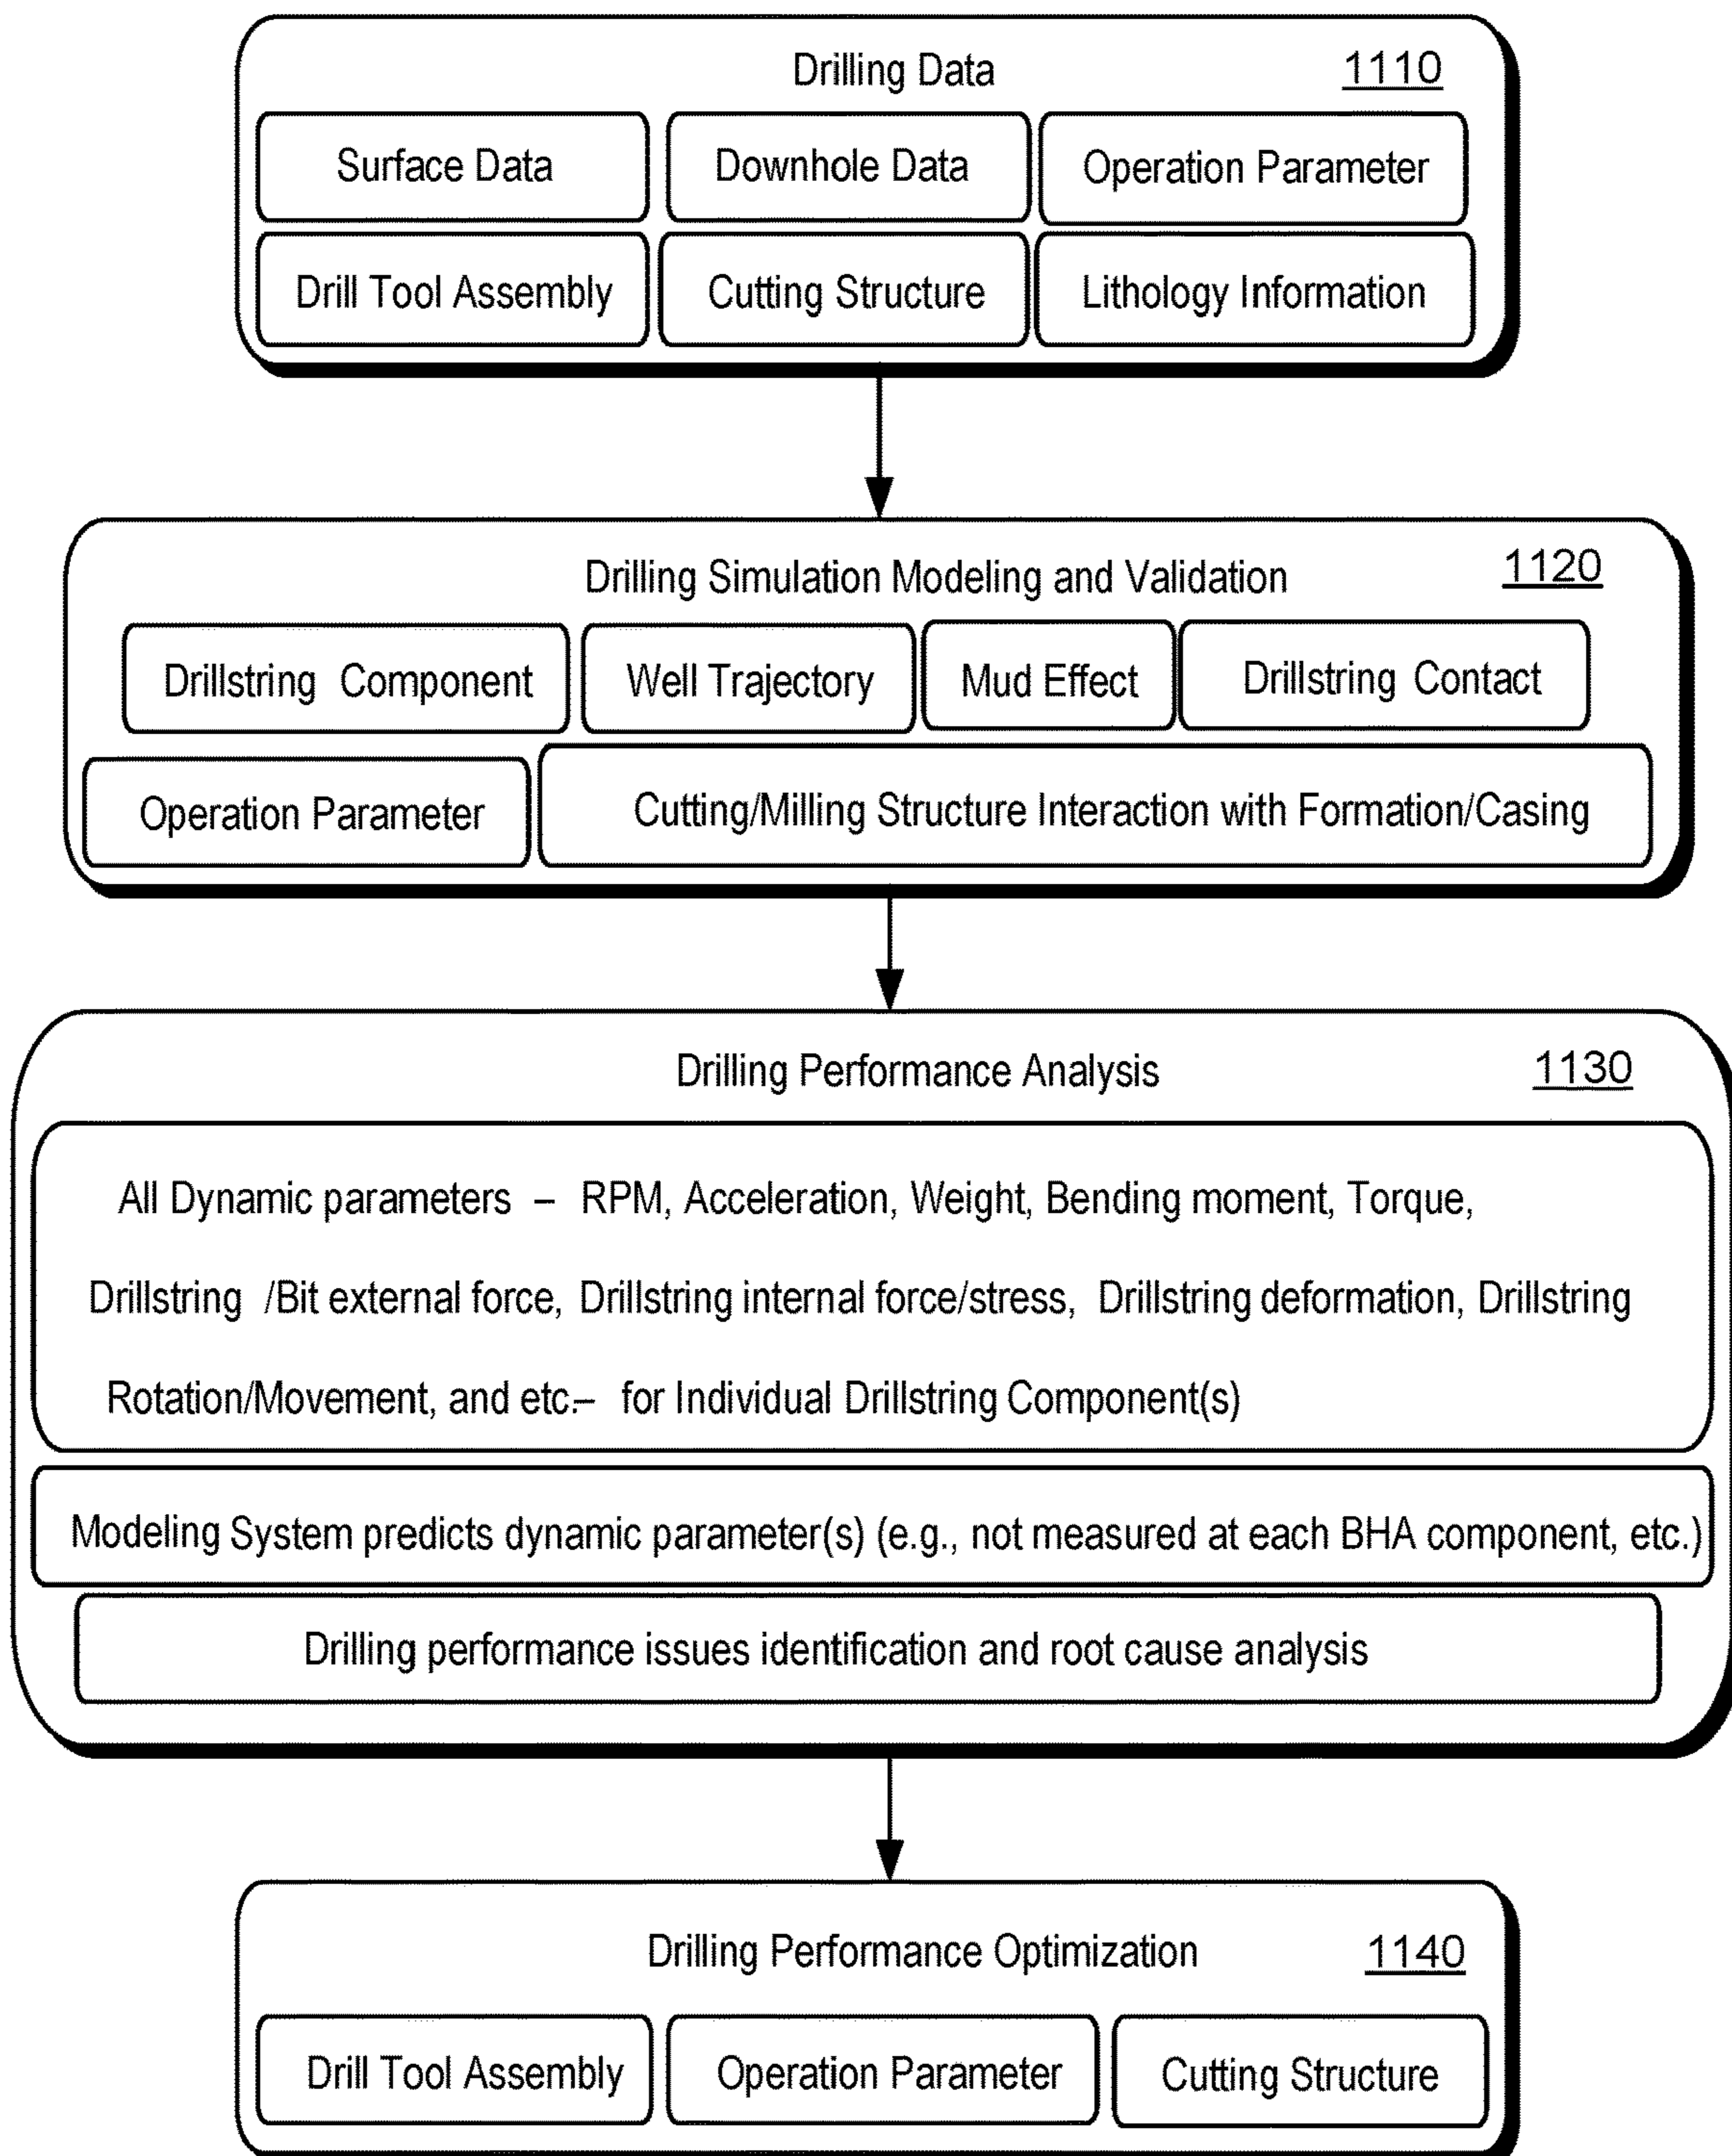 Drilling Data 1110
Surface Data
Downhole Data
Operation Parameter
Drill Tool Assembly
Cutting Structure
Lithology Information
Drilling Simulation Modeling and Validation 1120
Drillstring Component
Well Trajectory
Mud Effect
Drillstring Contact
Operation Parameter
Cutting/Milling Structure Interaction with Formation/Casing
Drilling Performance Analysis 1130
All Dynamic parameters – RPM, Acceleration, Weight, Bending moment, Torque,
Drillstring /Bit external force, Drillstring internal force/stress, Drillstring deformation, Drillstring
Rotation/Movement, and etc.– for Individual Drillstring Component(s)
Modeling System predicts dynamic parameter(s) (e.g., not measured at each BHA component, etc.)
Drilling performance issues identification and root cause analysis
Drilling Performance Optimization 1140
Drill Tool Assembly
Operation Parameter
Cutting Structure